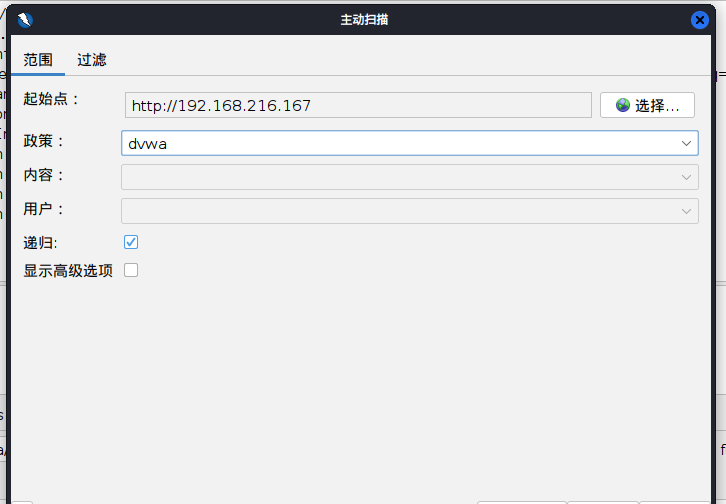 主动扫描
范围 过滤
起始点： http://192.168.216.167 选择...
政策： dvwa
内容：
用户：
递归:
显示高级选项